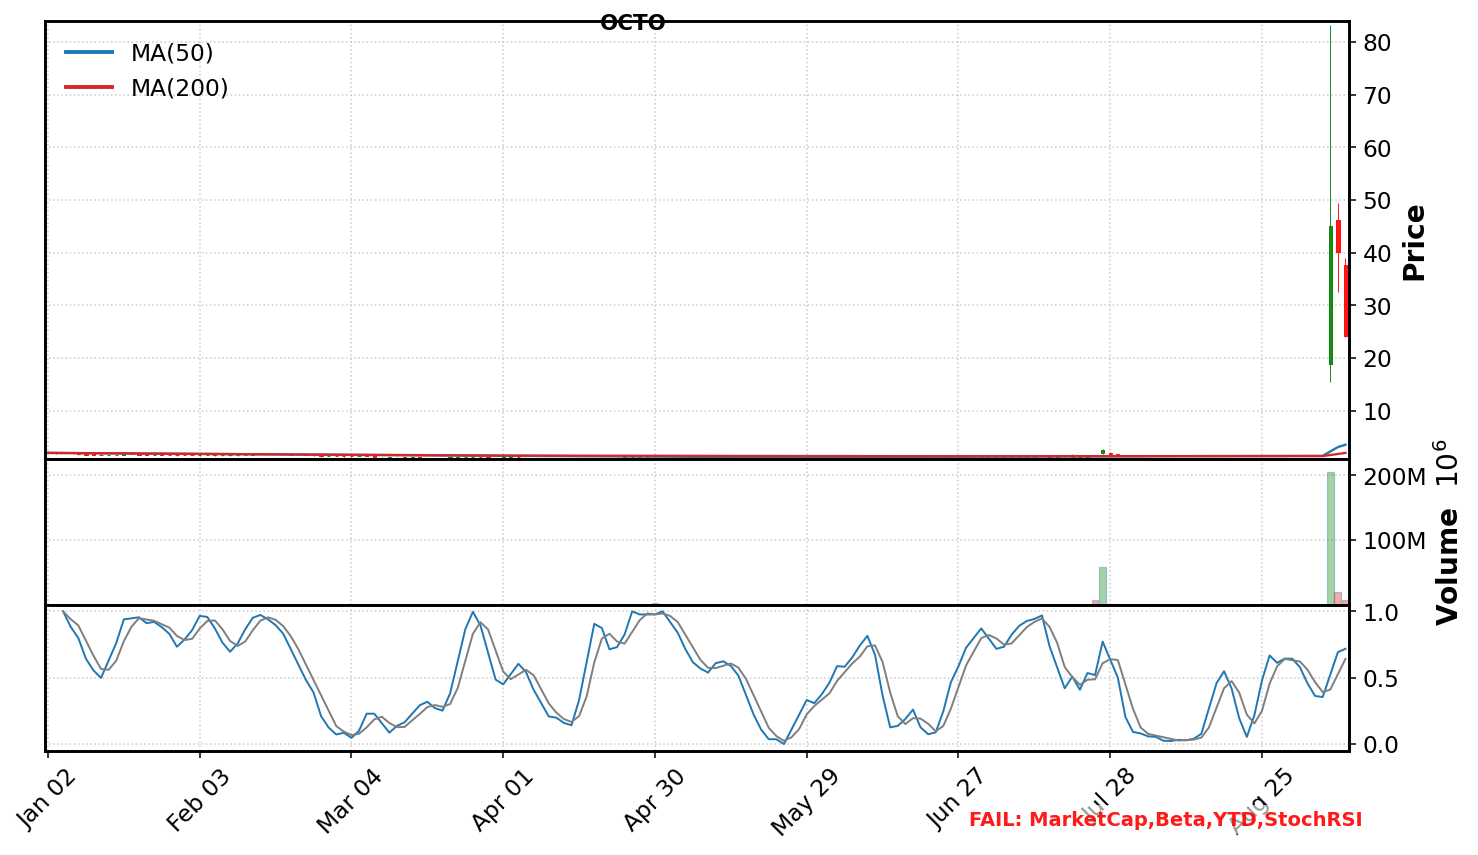 OCTO
MA(50)
MA(200)
80
70
60
50
40
30
20
10
Price
200M
100M
Volume 10^6
1.0
0.5
0.0
Jan 02
Feb 03
Mar 04
Apr 01
Apr 30
May 29
Jun 27
Jul 28
Aug 25
FAIL: MarketCap,Beta,YTD,StochRSI